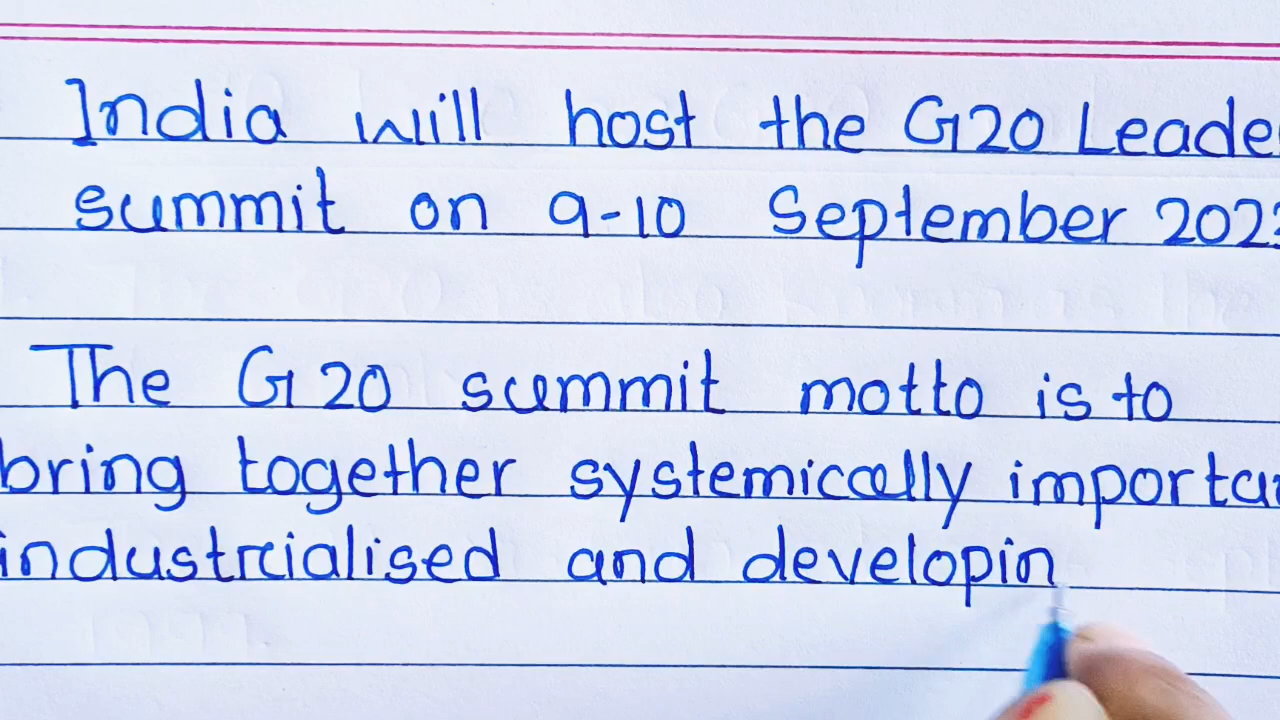 India will host the G20 Leade
summit on 9-10 September 202
The G20 summit motto is to
bring together systemically importa
industrialised and developin